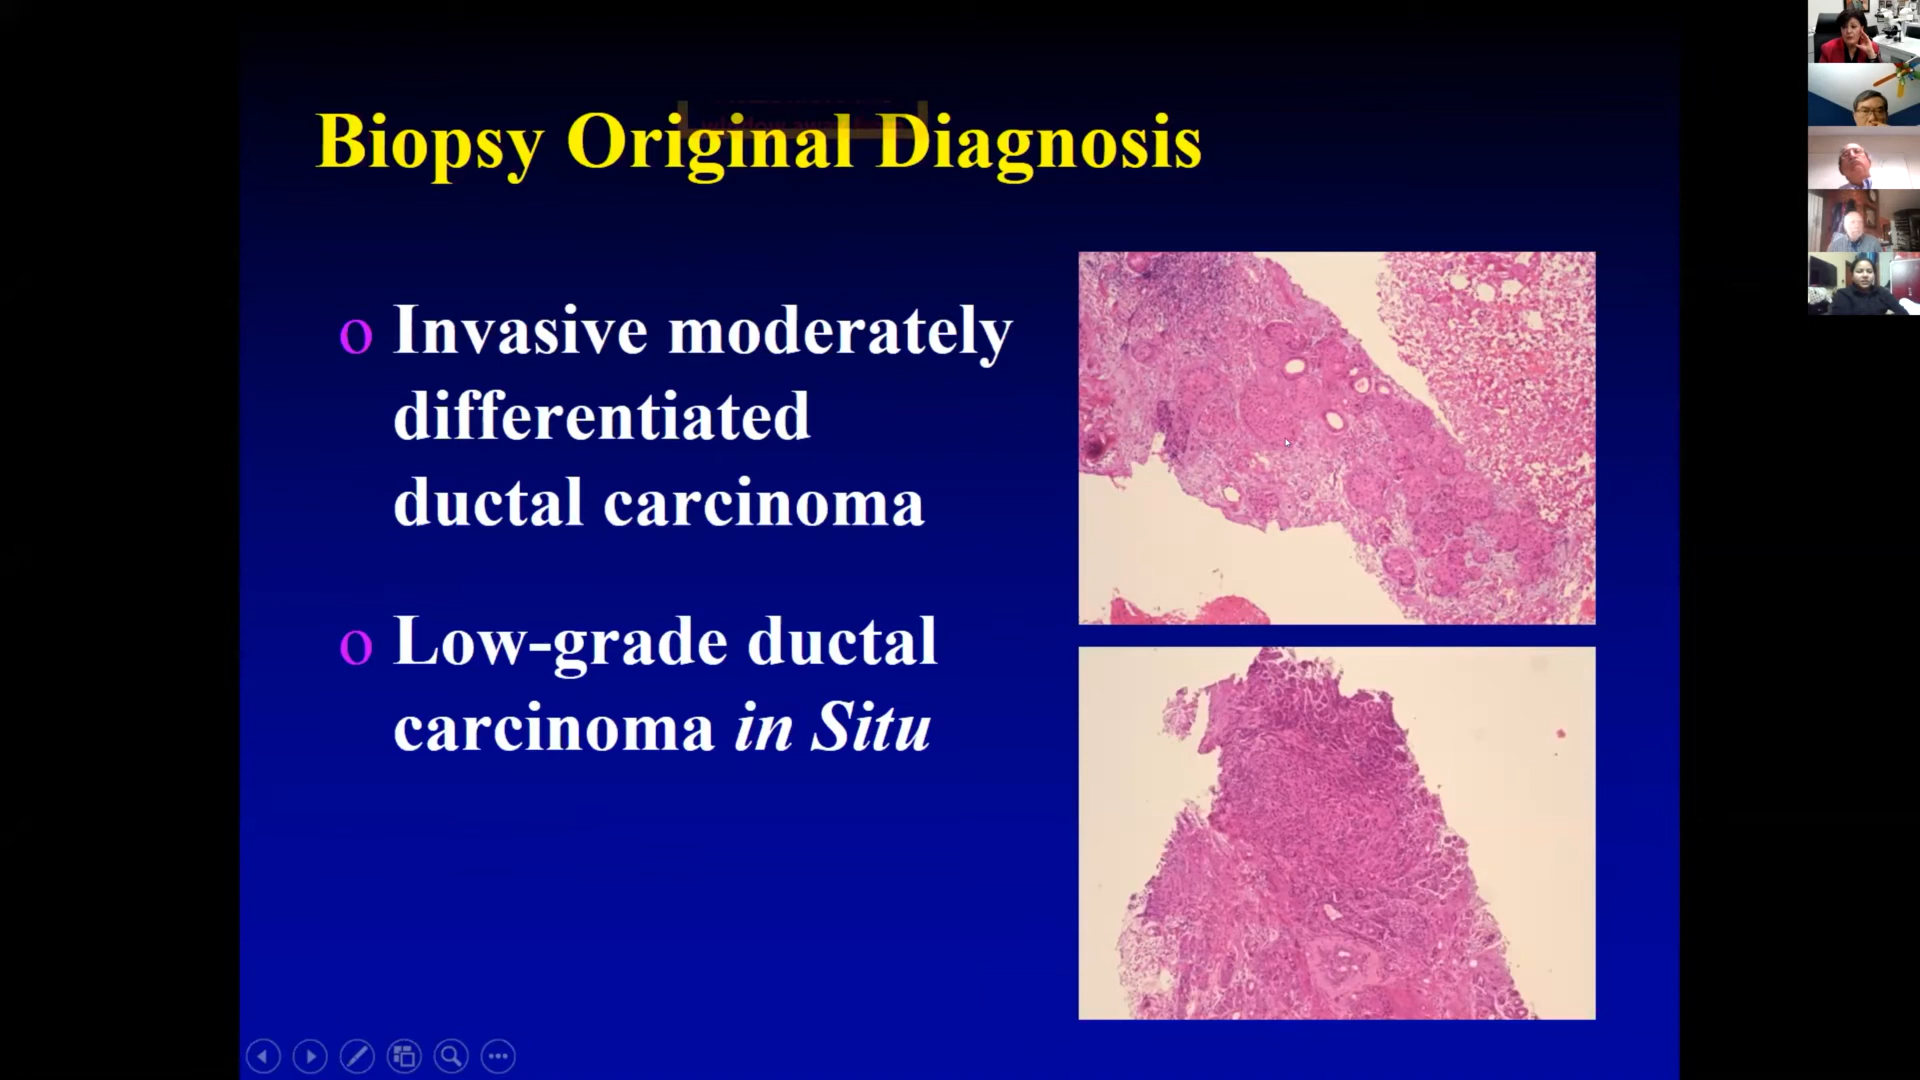 Biopsy Original Diagnosis
o Invasive moderately
differentiated
ductal carcinoma
o Low-grade ductal
carcinoma in Situ